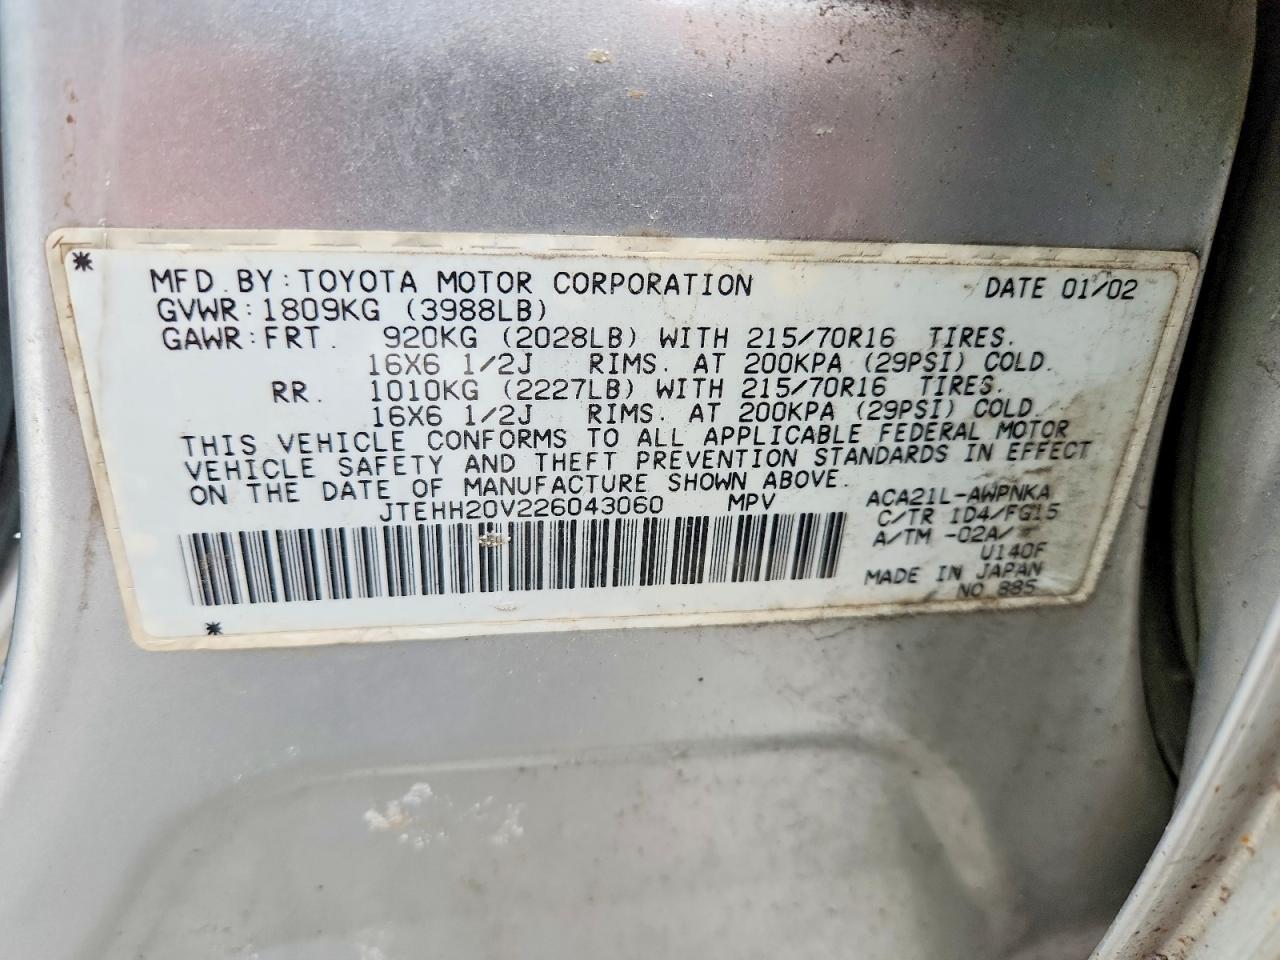 MFD.BY:TOYOTA MOTOR CORPORATION DATE 01/02
GVWR:1809KG (3988LB)
GAWR:FRT. 920KG (2028LB) WITH 215/70R16 TIRES.
16X6 1/2J RIMS. AT 200KPA (29PSI) COLD.
RR. 1010KG (2227LB) WITH 215/70R16 TIRES.
16X6 1/2J RIMS. AT 200KPA (29PSI) COLD.
THIS VEHICLE CONFORMS TO ALL APPLICABLE FEDERAL MOTOR
VEHICLE SAFETY AND THEFT PREVENTION STANDARDS IN EFFECT
ON THE DATE OF MANUFACTURE SHOWN ABOVE.
JTEHH20V226043060 MPV
ACA21L-AWPNKA
C/TR 1D4/FG15
A/TM -02A/
U140F
MADE IN JAPAN
NO 885